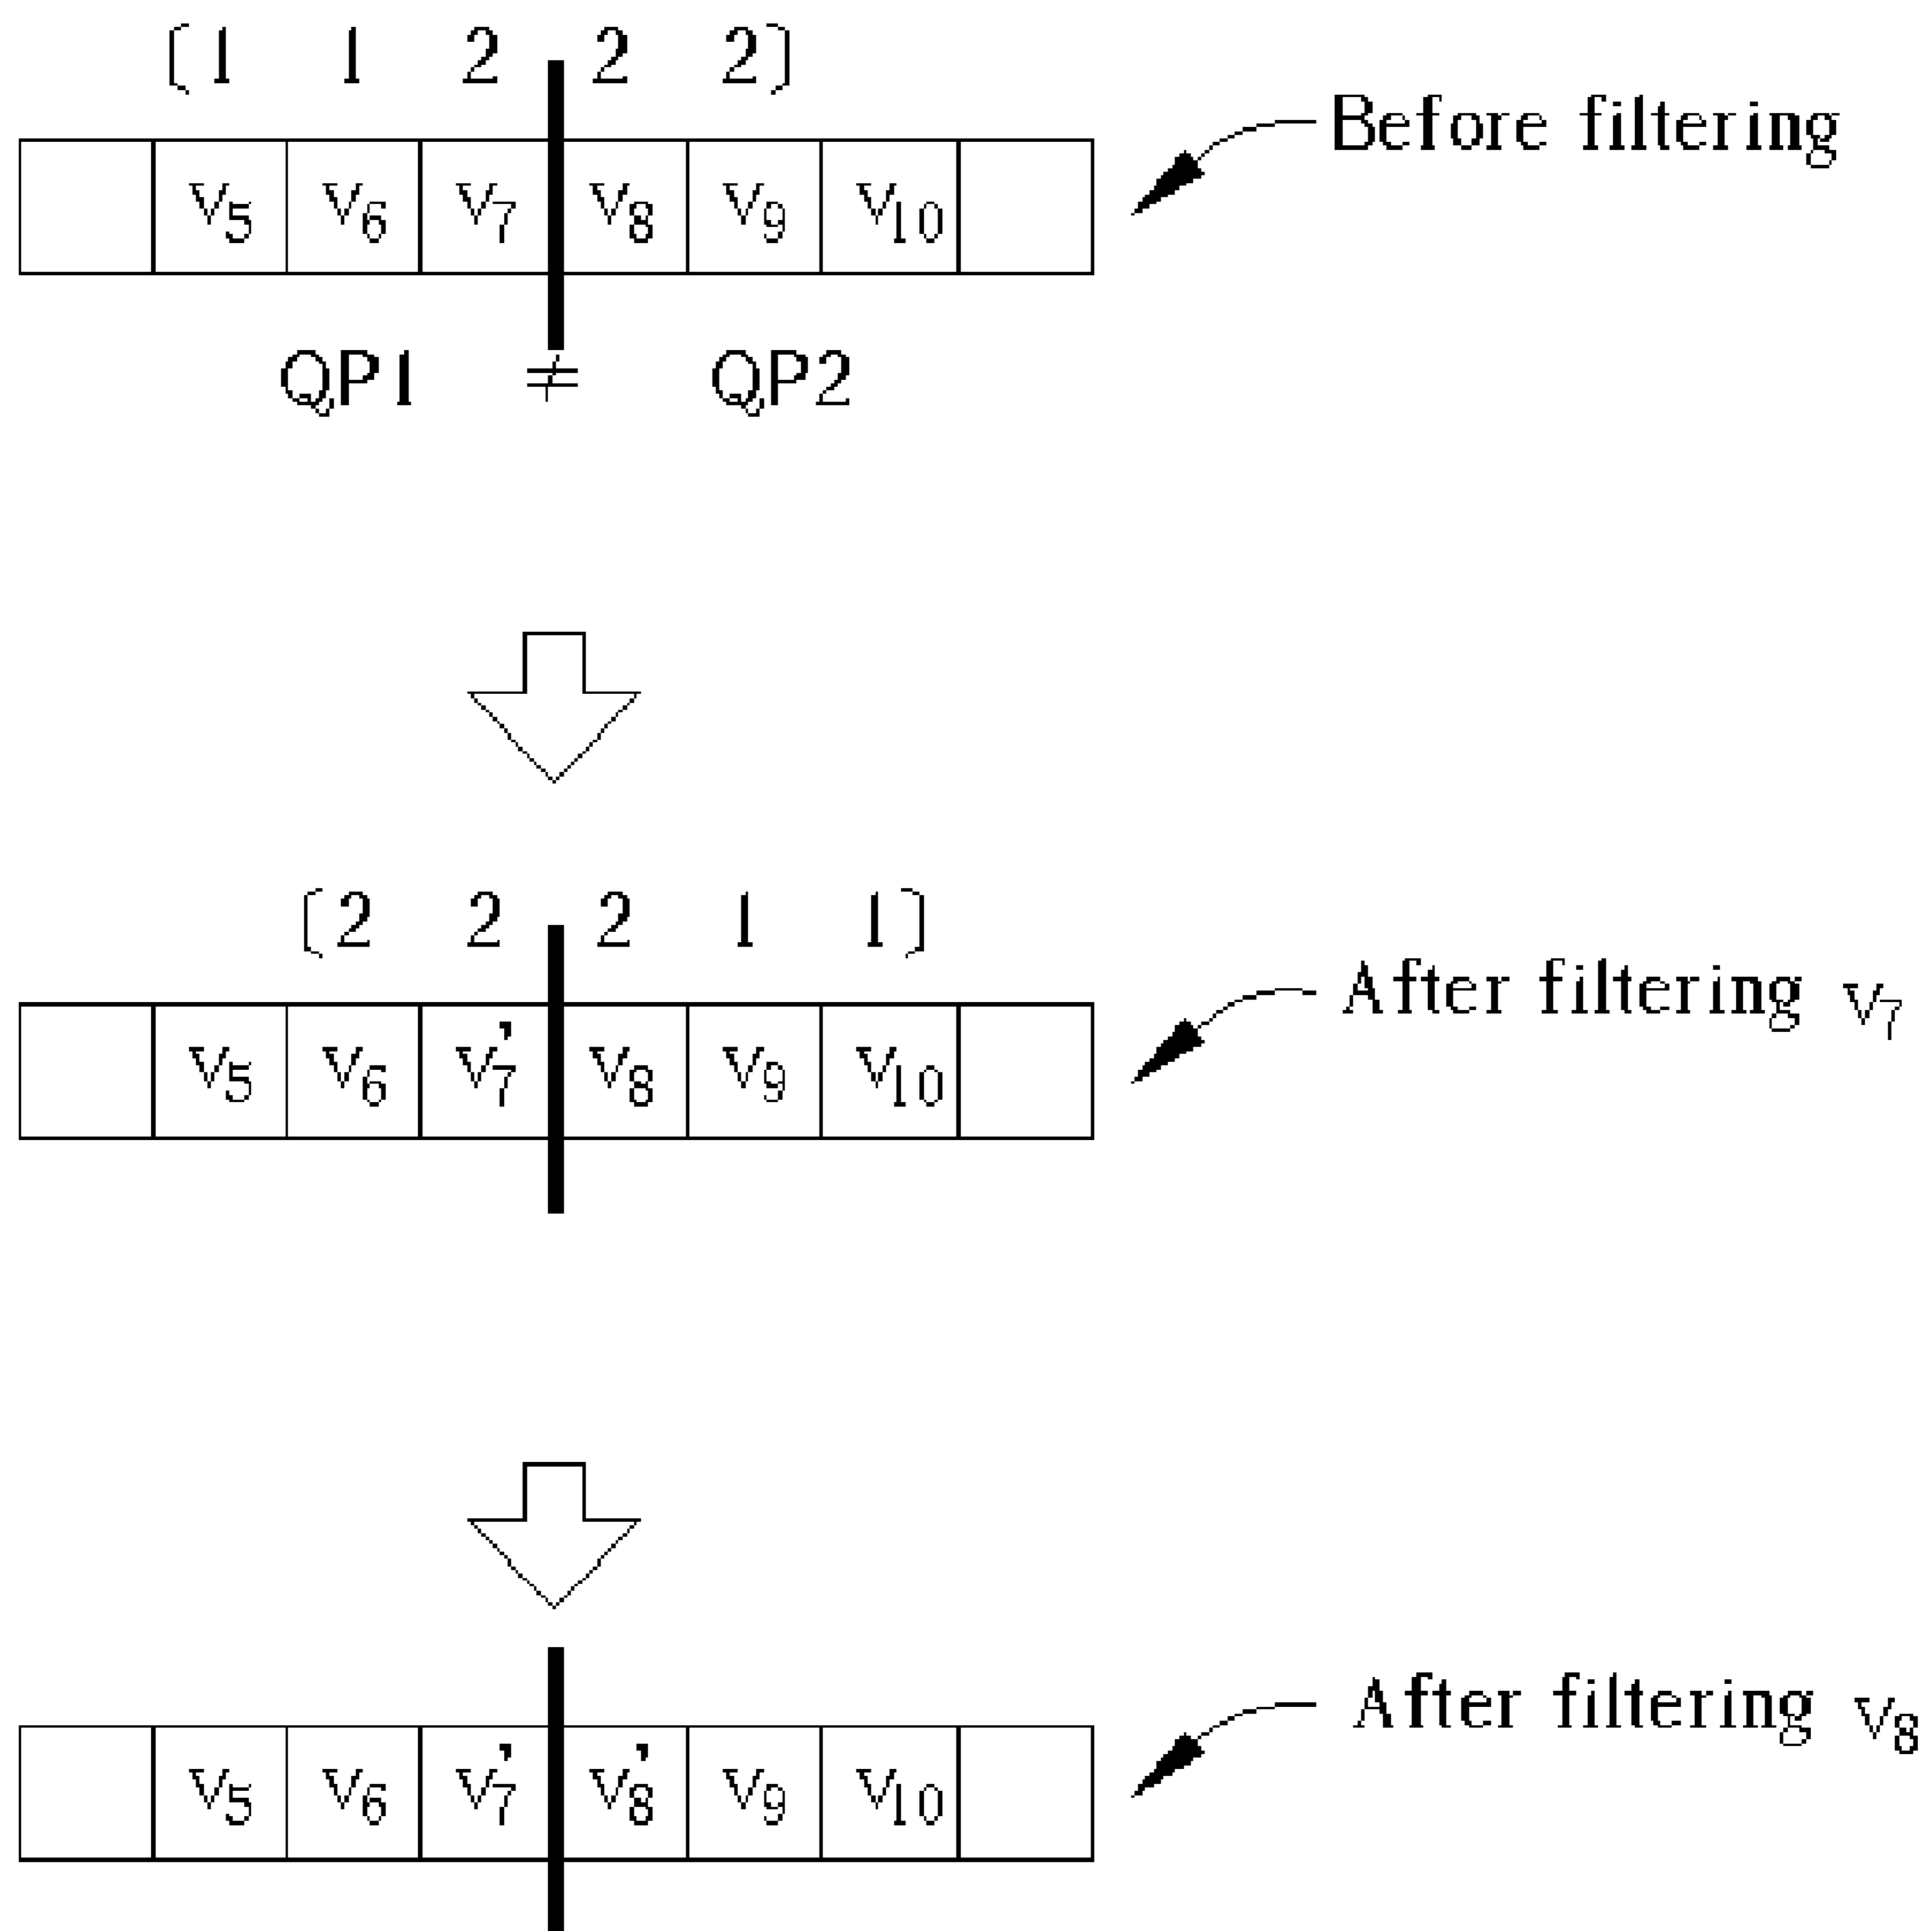 (1 1 2 2 2)
Before filtering
V5 V6 V7 V8 V9 V10
QP1 ≠ QP2
(2 2 2 1 1)
After filtering V7
V5 V6 V7' V8 V9 V10
After filtering V8
V5 V6 V7' V8' V9 V10